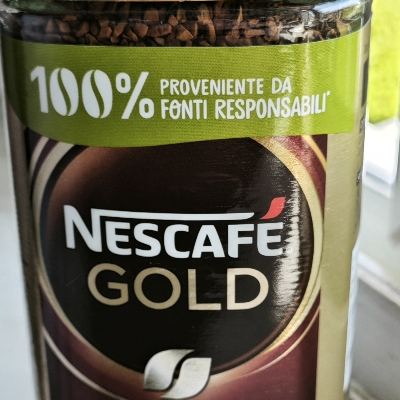 100% PROVENIENTE DA
FONTI RESPONSABILI*
NESCAFÉ
GOLD